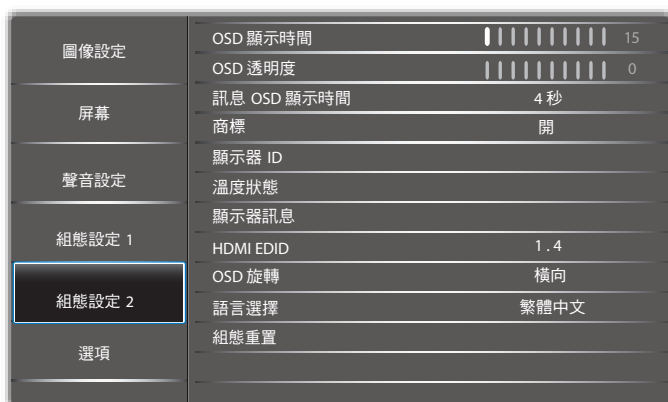 圖像設定
屏幕
聲音設定
組態設定 1
組態設定 2
選項
OSD 顯示時間 15
OSD 透明度 0
訊息 OSD 顯示時間 4 秒
商標 開
顯示器 ID
溫度狀態
顯示器訊息
HDMI EDID 1 . 4
OSD 旋轉 橫向
語言選擇 繁體中文
組態重置